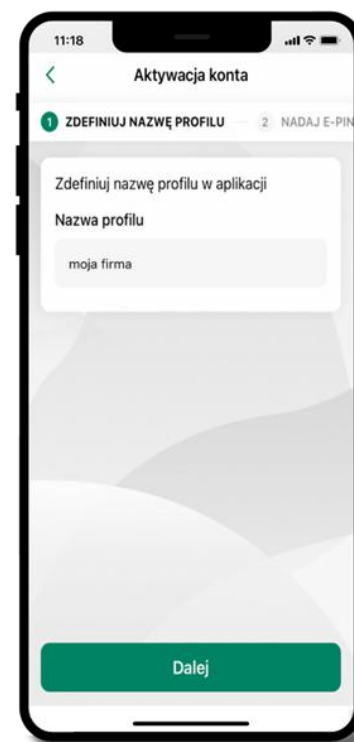 11:18
Aktywacja konta
1 ZDEFINIUJ NAZWĘ PROFILU 2 NADAJ E-PIN
Zdefiniuj nazwę profilu w aplikacji
Nazwa profilu
moja firma
Dalej